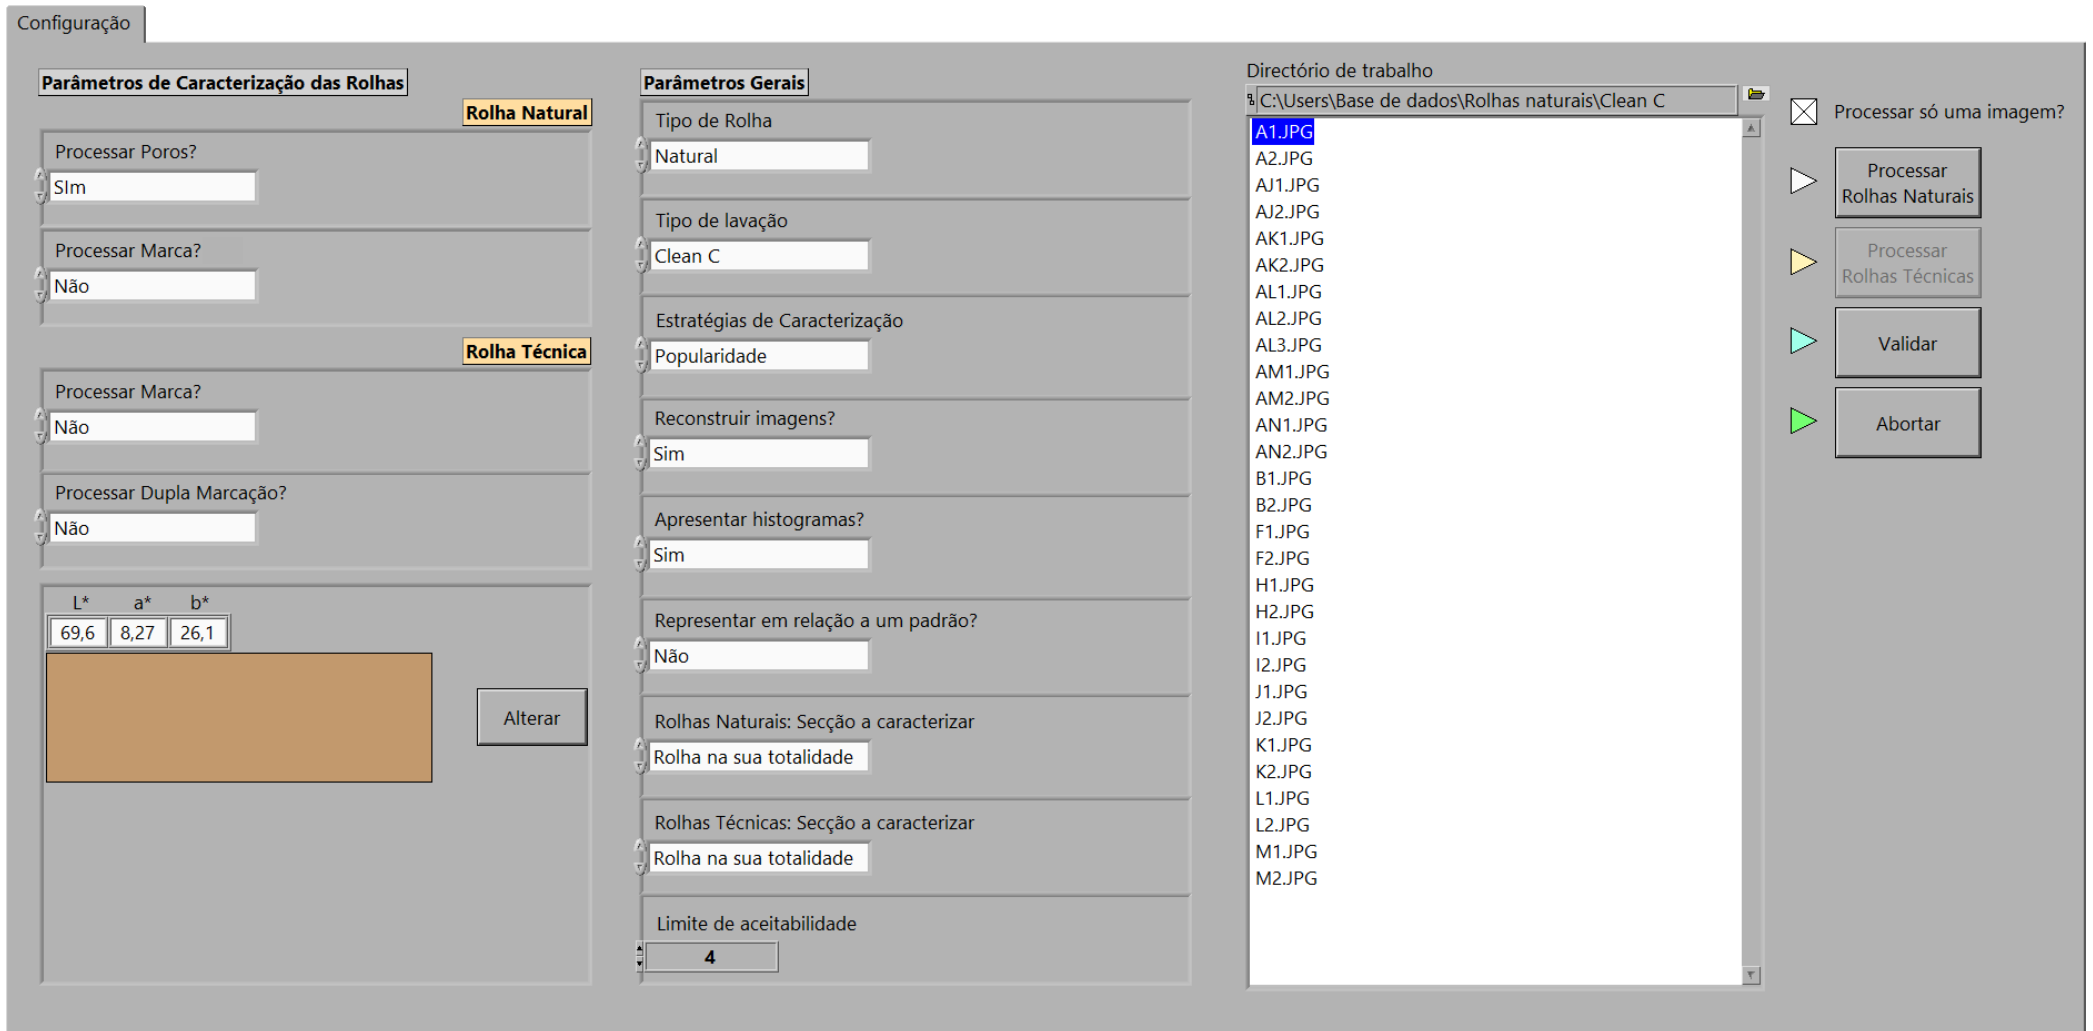 Configuração
Parâmetros de Caracterização das Rolhas
Rolha Natural
Processar Poros?
SIm
Processar Marca?
Não
Rolha Técnica
Processar Marca?
Não
Processar Dupla Marcação?
Não
L* a* b*
69,6 8,27 26,1
Alterar
Parâmetros Gerais
Tipo de Rolha
Natural
Tipo de lavação
Clean C
Estratégias de Caracterização
Popularidade
Reconstruir imagens?
Sim
Apresentar histogramas?
Sim
Representar em relação a um padrão?
Não
Rolhas Naturais: Secção a caracterizar
Rolha na sua totalidade
Rolhas Técnicas: Secção a caracterizar
Rolha na sua totalidade
Limite de aceitabilidade
4
Directório de trabalho
C:\Users\Base de dados\Rolhas naturais\Clean C
A1.JPG
A2.JPG
AJ1.JPG
AJ2.JPG
AK1.JPG
AK2.JPG
AL1.JPG
AL2.JPG
AL3.JPG
AM1.JPG
AM2.JPG
AN1.JPG
AN2.JPG
B1.JPG
B2.JPG
F1.JPG
F2.JPG
H1.JPG
H2.JPG
I1.JPG
I2.JPG
J1.JPG
J2.JPG
K1.JPG
K2.JPG
L1.JPG
L2.JPG
M1.JPG
M2.JPG
Processar só uma imagem?
Processar
Rolhas Naturais
Processar
Rolhas Técnicas
Validar
Abortar